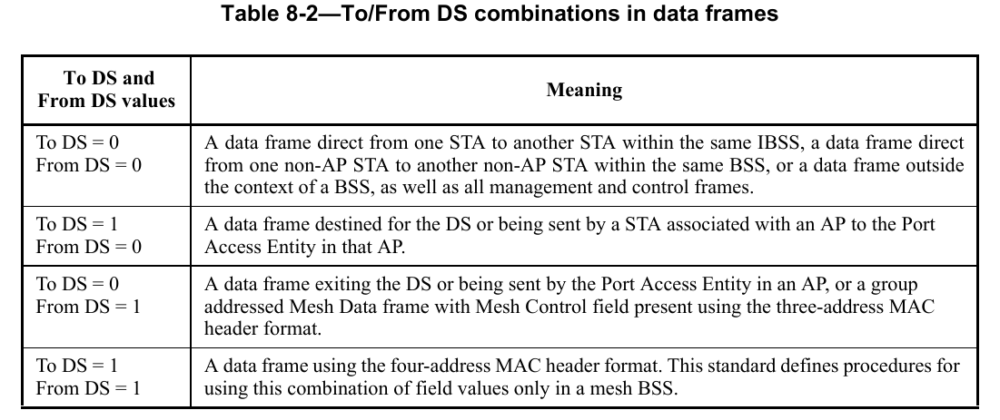 Table 8-2—To/From DS combinations in data frames
To DS and
From DS values
Meaning
To DS = 0
From DS = 0
A data frame direct from one STA to another STA within the same IBSS, a data frame direct
from one non-AP STA to another non-AP STA within the same BSS, or a data frame outside
the context of a BSS, as well as all management and control frames.
To DS = 1
From DS = 0
A data frame destined for the DS or being sent by a STA associated with an AP to the Port
Access Entity in that AP.
To DS = 0
From DS = 1
A data frame exiting the DS or being sent by the Port Access Entity in an AP, or a group
addressed Mesh Data frame with Mesh Control field present using the three-address MAC
header format.
To DS = 1
From DS = 1
A data frame using the four-address MAC header format. This standard defines procedures for
using this combination of field values only in a mesh BSS.